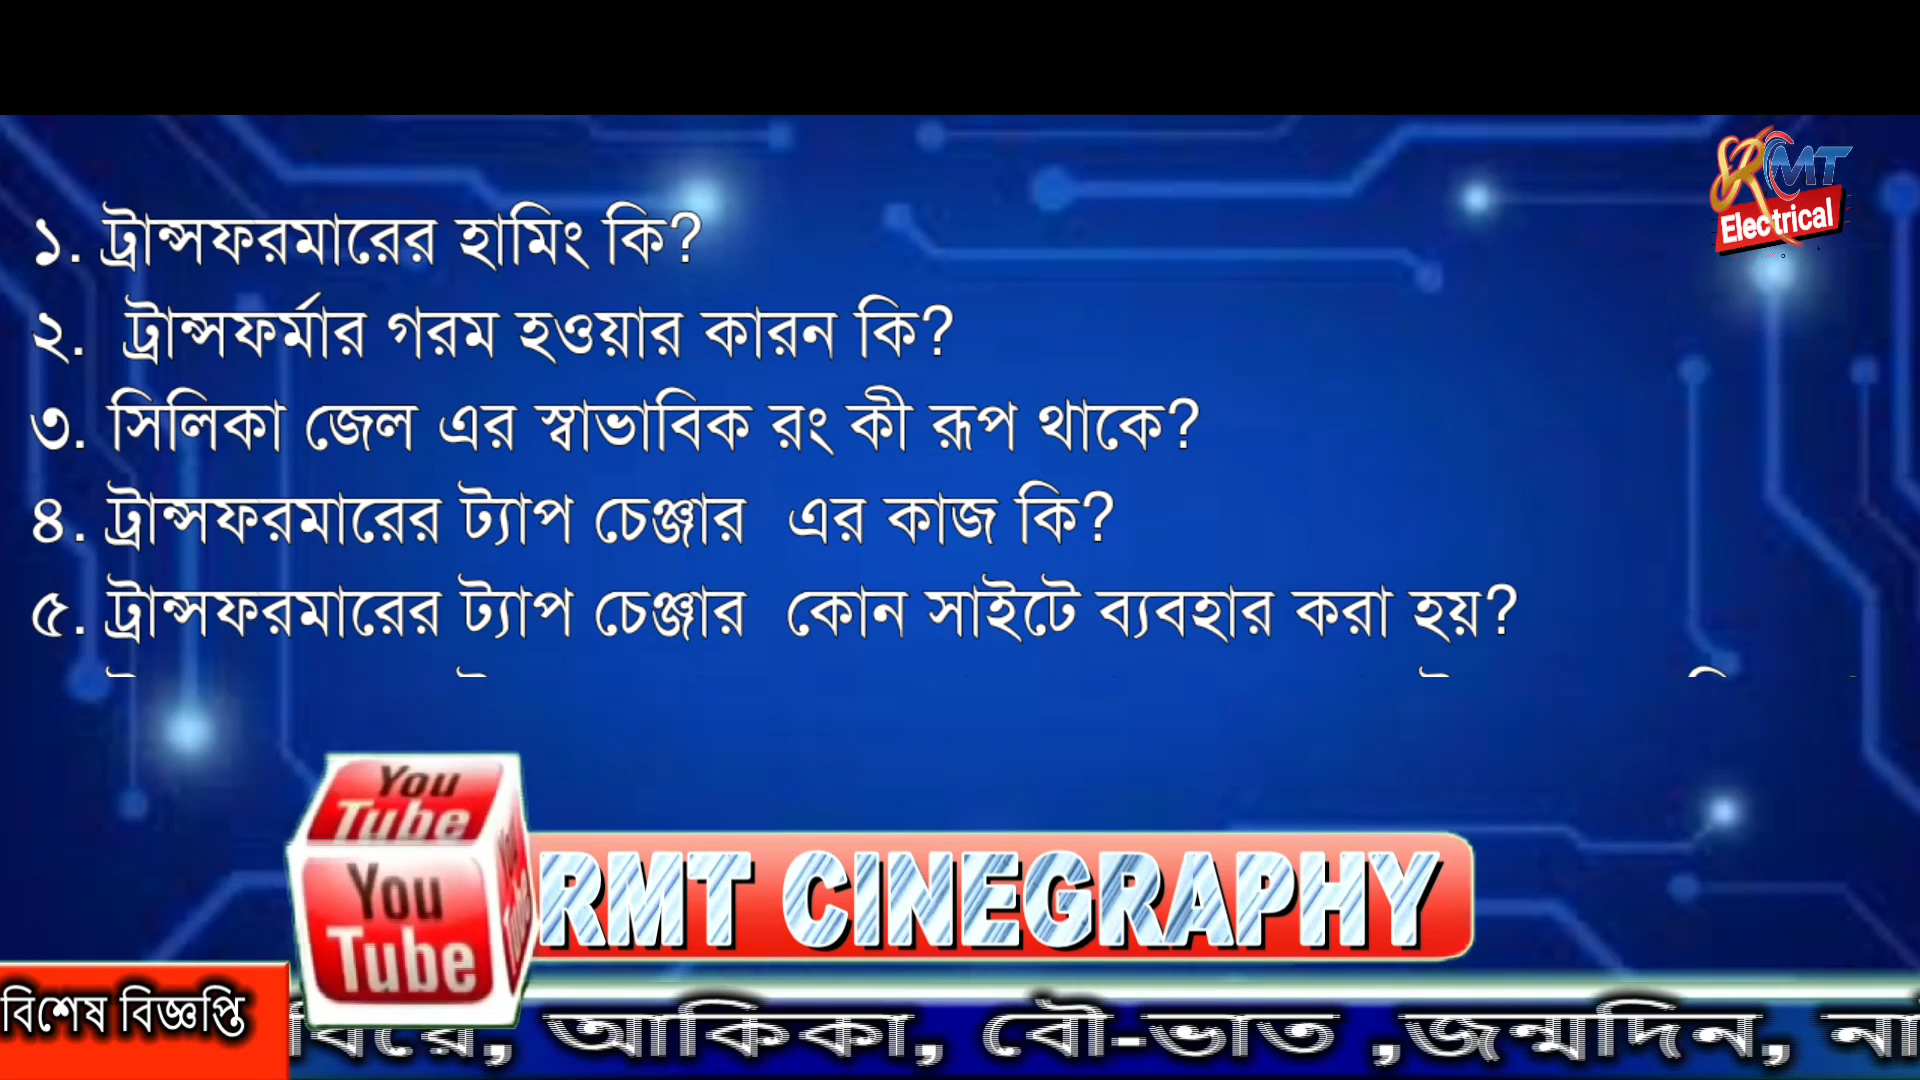 RMT
Electrical
১. ট্রান্সফরমারের হামিং কি?
২. ট্রান্সফর্মার গরম হওয়ার কারন কি?
৩. সিলিকা জেল এর স্বাভাবিক রং কী রূপ থাকে?
৪. ট্রান্সফরমারের ট্যাপ চেঞ্জার এর কাজ কি?
৫. ট্রান্সফরমারের ট্যাপ চেঞ্জার কোন সাইটে ব্যবহার করা হয়?
You
Tube
You
Tube
RMT CINEGRAPHY
বিশেষ বিজ্ঞপ্তি
আকিকা, বৌ-ভাত ,জন্মদিন,